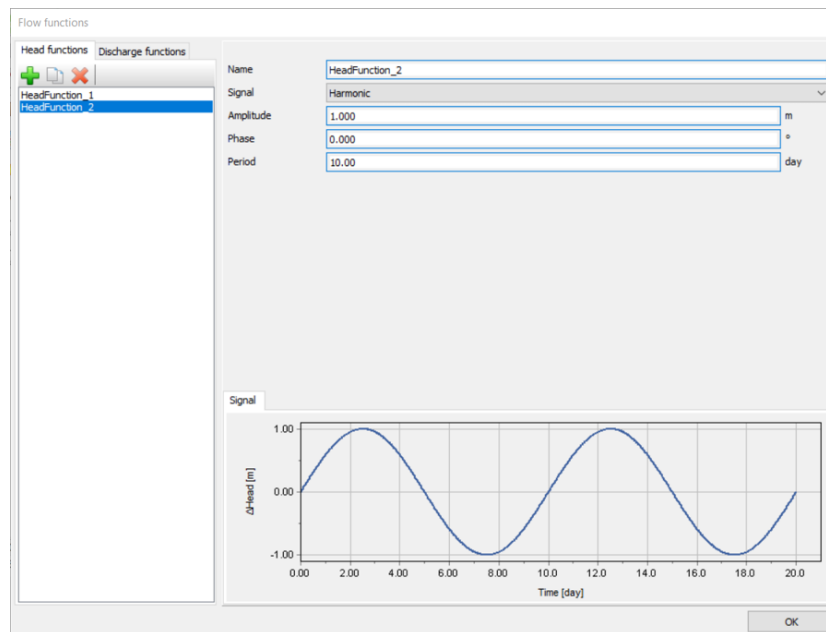 Flow functions
Head functions Discharge functions
HeadFunction_1
HeadFunction_2
Name HeadFunction_2
Signal Harmonic
Amplitude 1.000 m
Phase 0.000 °
Period 10.00 day
Signal
1.00
0.00
-1.00
ΔHead [m]
0.00 2.00 4.00 6.00 8.00 10.0 12.0 14.0 16.0 18.0 20.0
Time [day]
OK